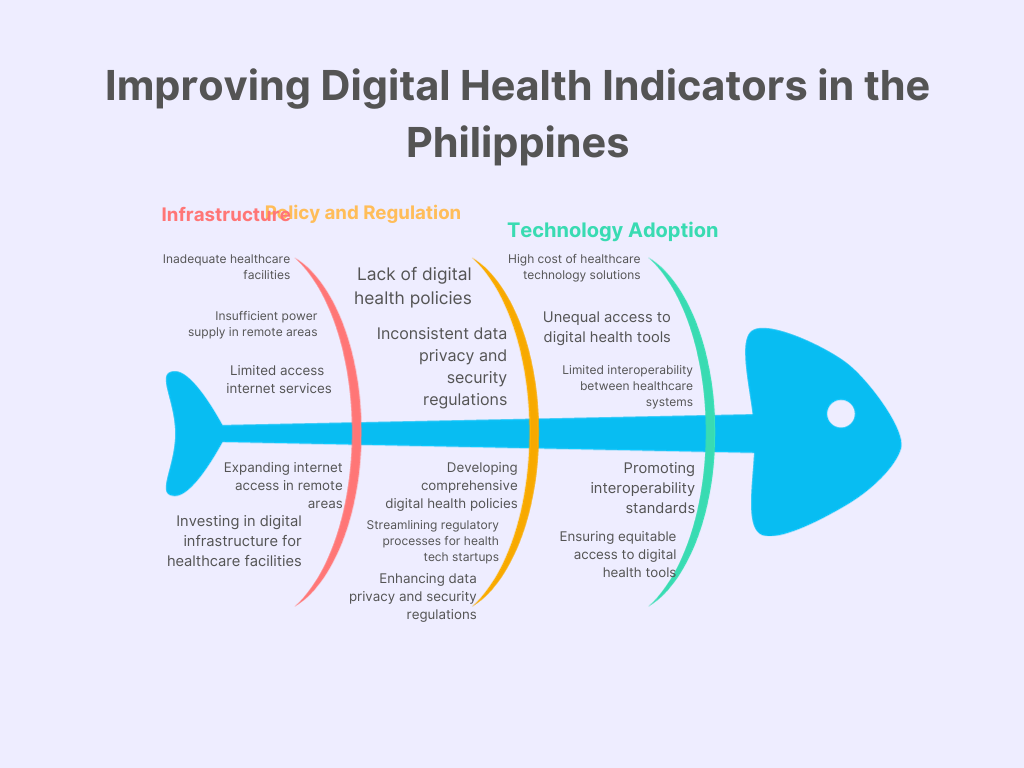 Improving Digital Health Indicators in the
Philippines
Infrastructure
Policy and Regulation
Technology Adoption
Inadequate healthcare
facilities
Insufficient power
supply in remote areas
Limited access
internet services
Lack of digital
health policies
Inconsistent data
privacy and
security
regulations
High cost of healthcare
technology solutions
Unequal access to
digital health tools
Limited interoperability
between healthcare
systems
Expanding internet
access in remote
areas
Investing in digital
infrastructure for
healthcare facilities
Developing
comprehensive
digital health policies
Streamlining regulatory
processes for health
tech startups
Enhancing data
privacy and security
regulations
Promoting
interoperability
standards
Ensuring equitable
access to digital
health tools